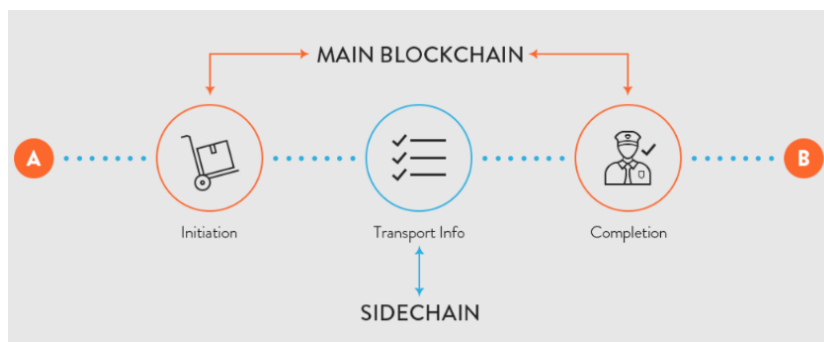 MAIN BLOCKCHAIN
A
B
Initiation
Transport Info
Completion
SIDECHAIN